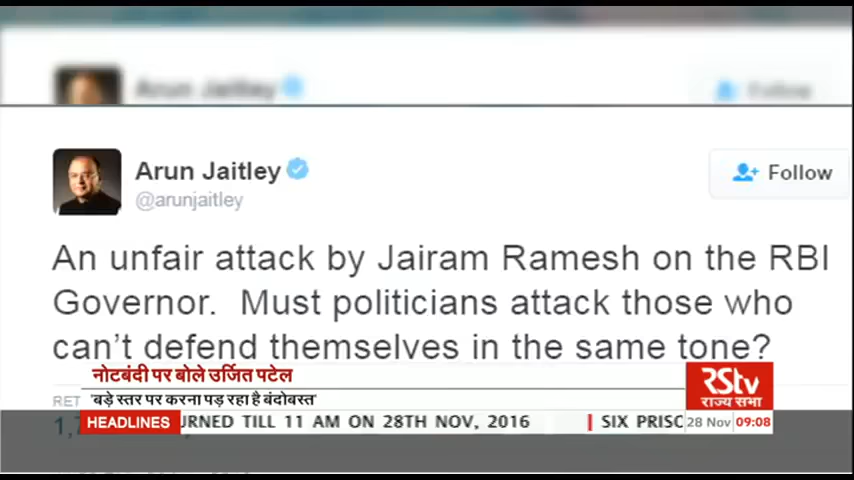 Arun Jaitley
Follow
Arun Jaitley
@arunjaitley
Follow
An unfair attack by Jairam Ramesh on the RBI
Governor. Must politicians attack those who
can't defend themselves in the same tone?
नोटबंदी पर बोले उर्जित पटेल
'बड़े स्तर पर करना पड़ रहा है बंदोबस्त'
RSTV
राज्य सभा
RET
HEADLINES
URNED TILL 11 AM ON 28TH NOV, 2016
SIX PRISC
28 Nov 09:08